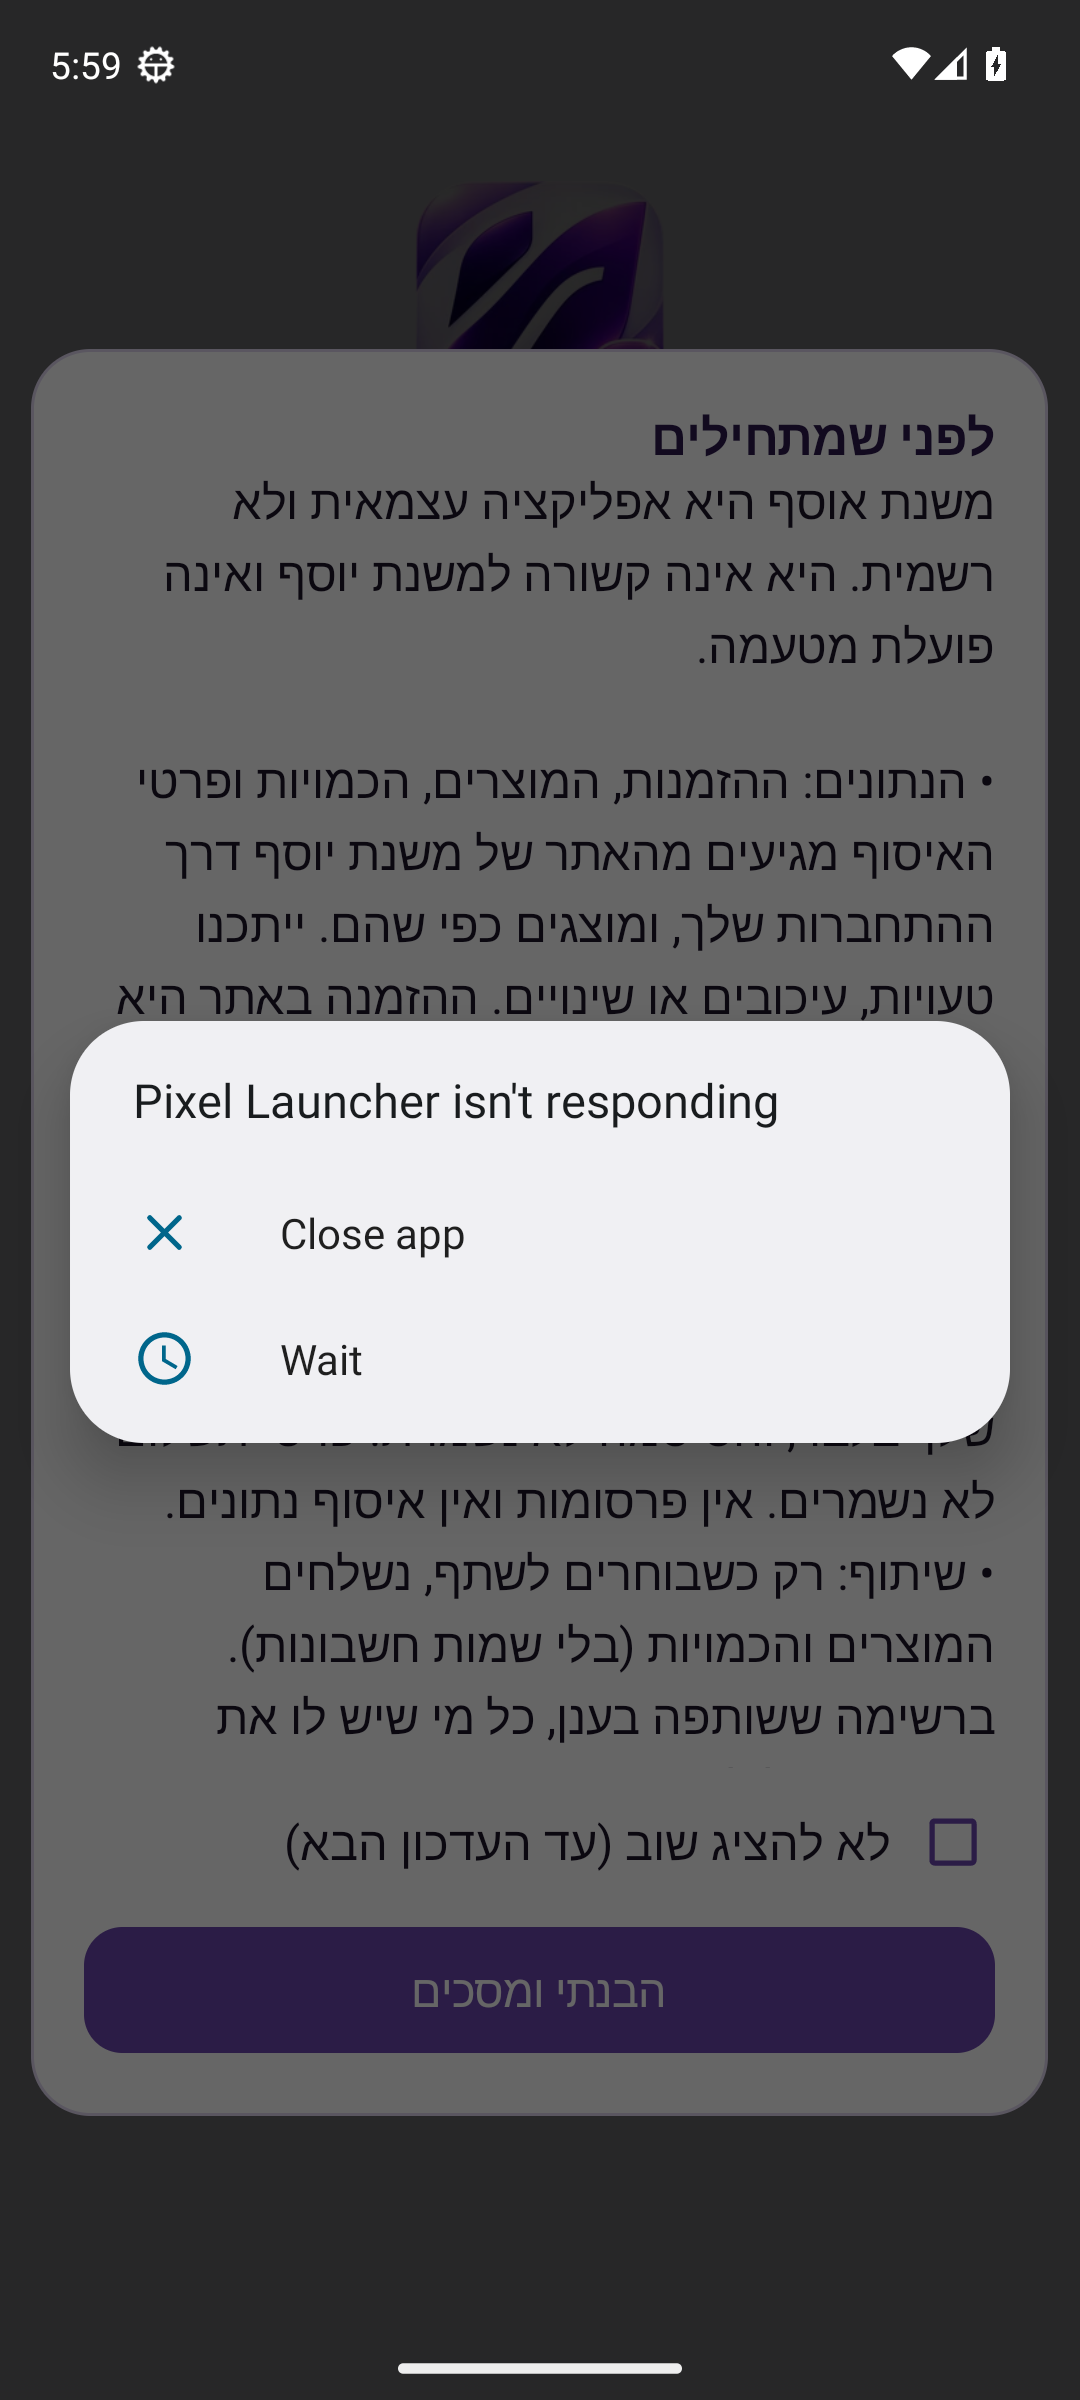 5:59
לפני שמתחילים
משנת אוסף היא אפליקציה עצמאית ולא
רשמית. היא אינה קשורה למשנת יוסף ואינה
פועלת מטעמה.
• הנתונים: ההזמנות, המוצרים, הכמויות ופרטי
האיסוף מגיעים מהאתר של משנת יוסף דרך
ההתחברות שלך, ומוצגים כפי שהם. ייתכנו
טעויות, עיכובים או שינויים. ההזמנה באתר היא
Pixel Launcher isn't responding
Close app
Wait
לא נשמרים. אין פרסומות ואין איסוף נתונים.
• שיתוף: רק כשבוחרים לשתף, נשלחים
המוצרים והכמויות (בלי שמות חשבונות).
ברשימה ששותפה בענן, כל מי שיש לו את
לא להציג שוב (עד העדכון הבא)
הבנתי ומסכים